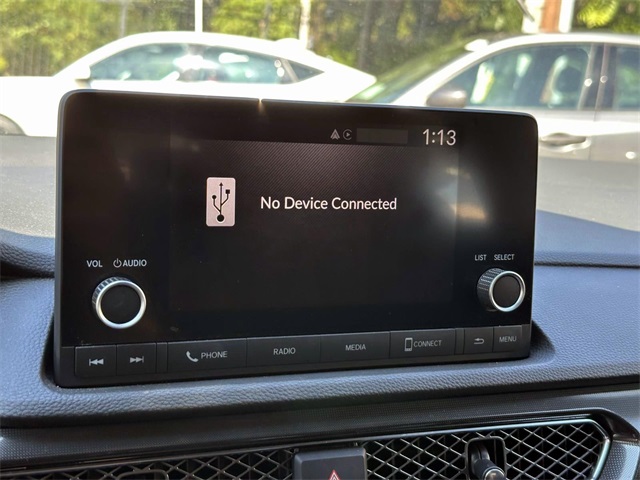 1:13
No Device Connected
VOL AUDIO
LIST SELECT
PHONE RADIO MEDIA CONNECT MENU